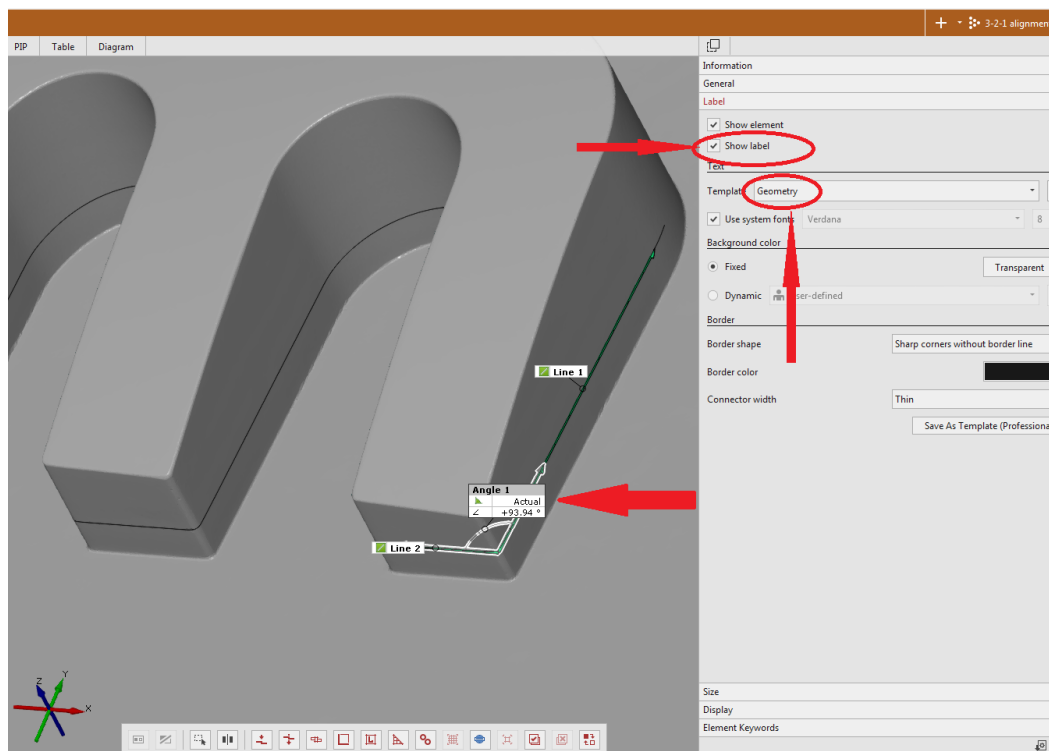 3-2-1 alignmen
PIP Table Diagram
Information
General
Label
Show element
Show label
Text
Template Geometry
Use system fonts Verdana 8
Background color
Fixed Transparent
Dynamic ser-defined
Border
Border shape Sharp corners without border line
Border color
Connector width Thin
Save As Template (Professiona
Line 1
Angle 1
Actual
+93.94 °
Line 2
Z Y
X
Size
Display
Element Keywords